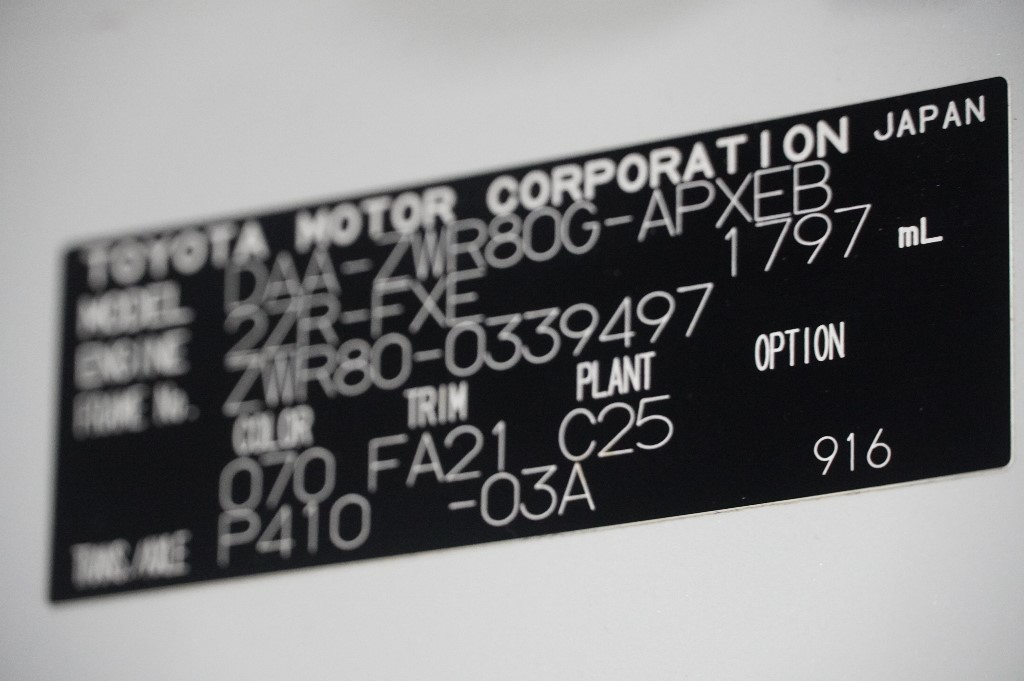 TOYOTA MOTOR CORPORATION JAPAN
MODEL DAA-ZWR80G-APXEB
ENGINE 2ZR-FXE 1797 mL
FRAME No. ZWR80-0339497
COLOR TRIM PLANT OPTION
070 FA21 C25
TRANS/AXLE P410 -03A 916